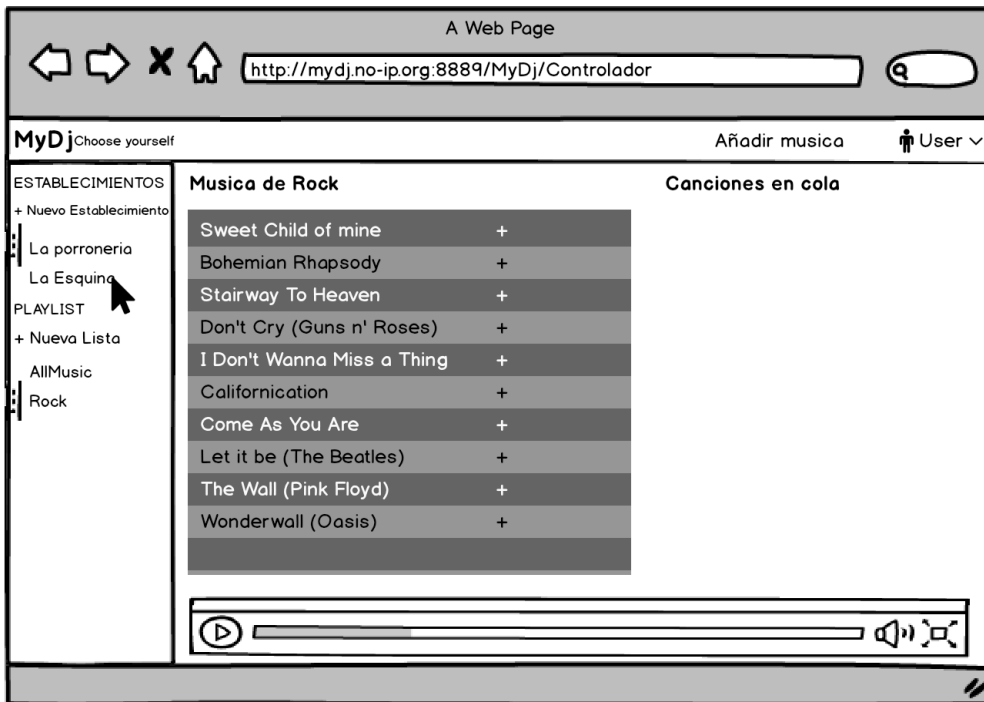 A Web Page
http://mydj.no-ip.org:8889/MyDj/Controlador
MyDj Choose yourself
Añadir musica
User
ESTABLECIMIENTOS
+ Nuevo Establecimiento
La porroneria
La Esquina
PLAYLIST
+ Nueva Lista
AllMusic
Rock
Musica de Rock
Sweet Child of mine +
Bohemian Rhapsody +
Stairway To Heaven +
Don't Cry (Guns n' Roses) +
I Don't Wanna Miss a Thing +
Californication +
Come As You Are +
Let it be (The Beatles) +
The Wall (Pink Floyd) +
Wonderwall (Oasis) +
Canciones en cola